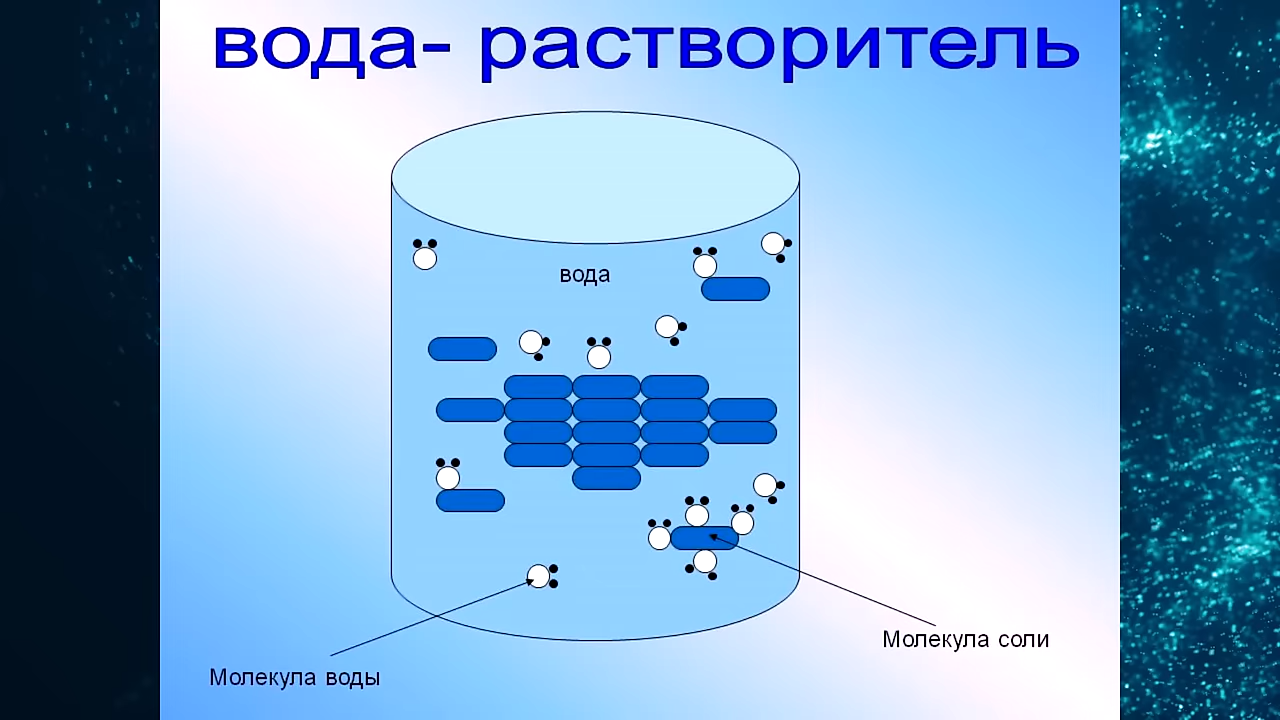 вода- растворитель
вода
Молекула соли
Молекула воды